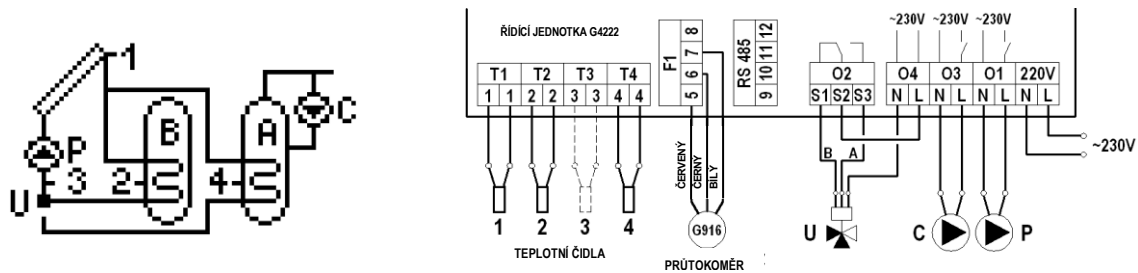 1
B
A
C
P
3
2
4
U
ŘÍDÍCÍ JEDNOTKA G4222
~230V ~230V ~230V
F1
8
7
6
5
RS 485
12
11
10
9
T1 T2 T3 T4
1 1 2 2 3 3 4 4
O2 O4 O3 O1 220V
S1 S2 S3 N L N L N L N L
ČERVENÝ
ČERNÝ
BÍLÝ
B A
~230V
1 2 3 4
G916
U C P
TEPLOTNÍ ČIDLA
PRŮTOKOMĚR